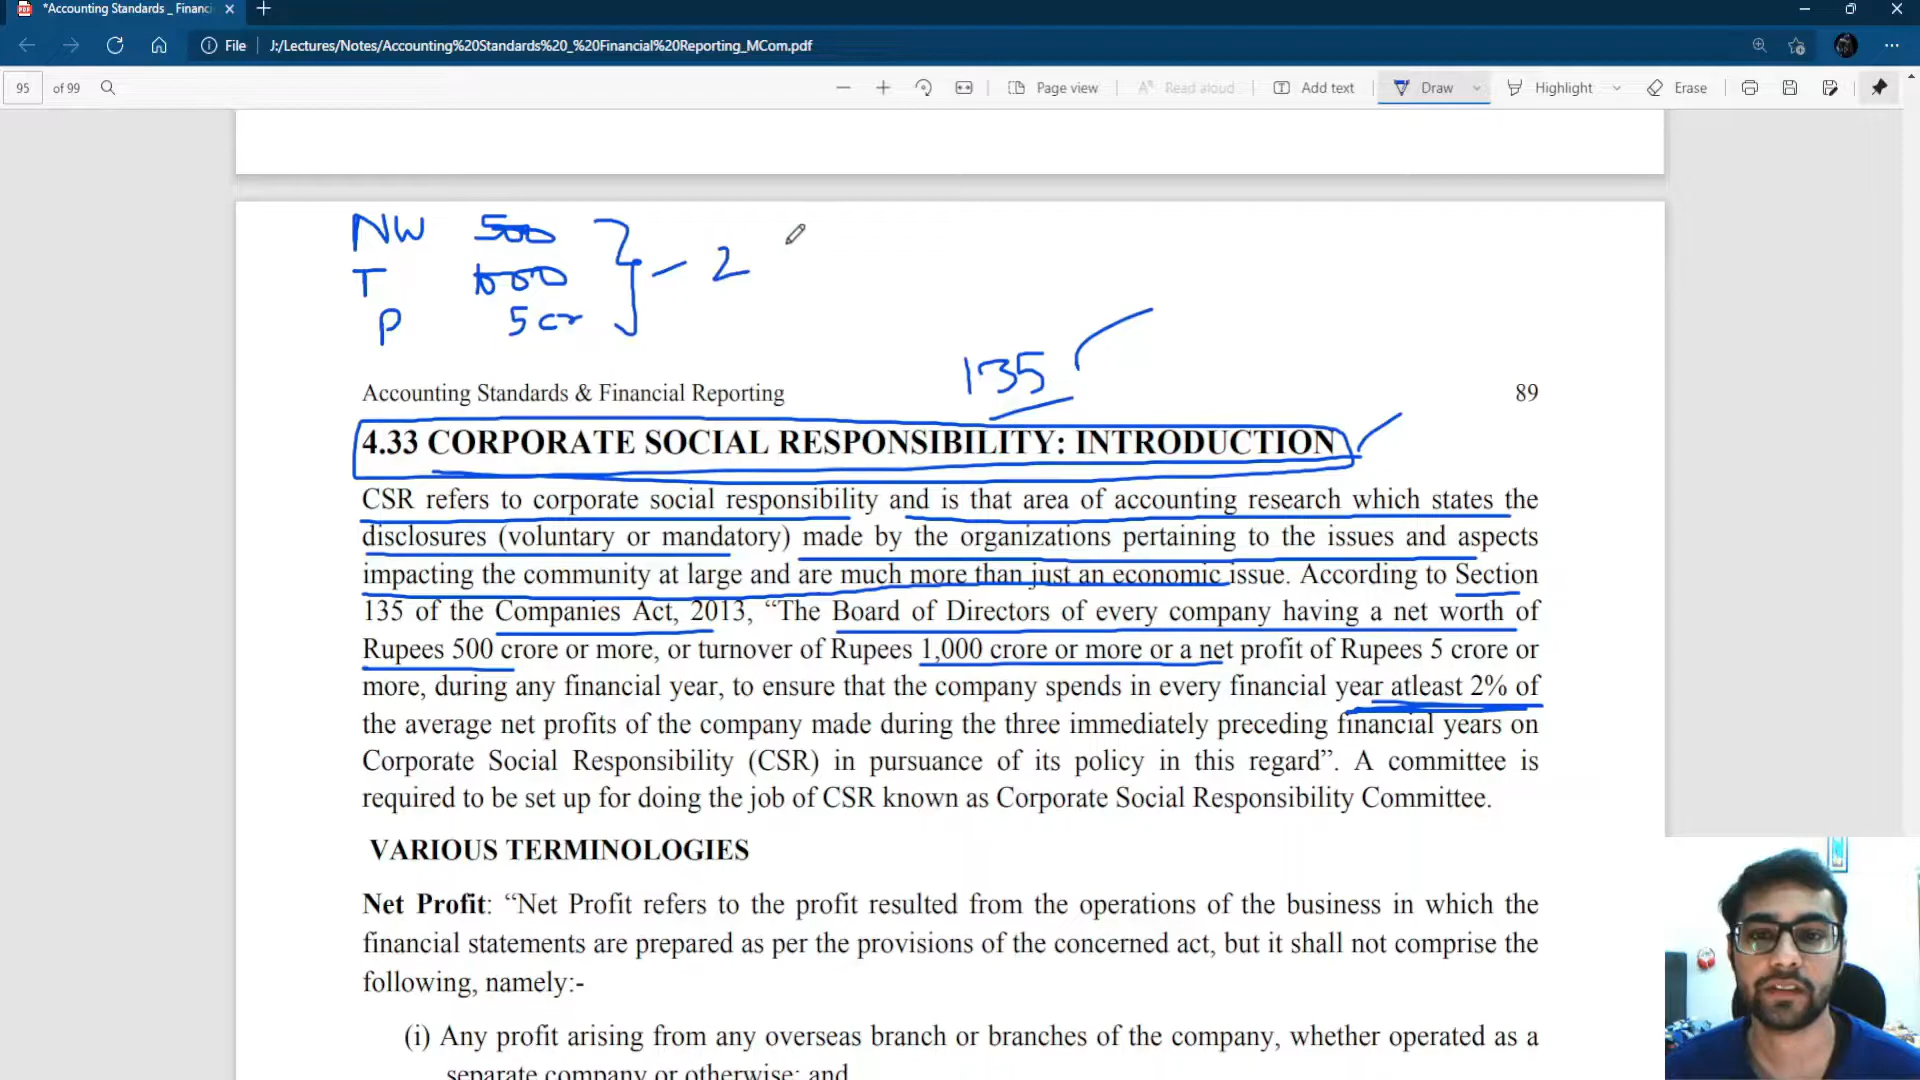 *Accounting Standards _ Financi
File
J:/Lectures/Notes/Accounting%20Standards%20_%20Financial%20Reporting_MCom.pdf
95 of 99
Page view
Read aloud
Add text
Draw
Highlight
Erase
NW 500
T 1000 - 2
P 5 cr
135
Accounting Standards & Financial Reporting 89
4.33 CORPORATE SOCIAL RESPONSIBILITY: INTRODUCTION
CSR refers to corporate social responsibility and is that area of accounting research which states the
disclosures (voluntary or mandatory) made by the organizations pertaining to the issues and aspects
impacting the community at large and are much more than just an economic issue. According to Section
135 of the Companies Act, 2013, “The Board of Directors of every company having a net worth of
Rupees 500 crore or more, or turnover of Rupees 1,000 crore or more or a net profit of Rupees 5 crore or
more, during any financial year, to ensure that the company spends in every financial year atleast 2% of
the average net profits of the company made during the three immediately preceding financial years on
Corporate Social Responsibility (CSR) in pursuance of its policy in this regard”. A committee is
required to be set up for doing the job of CSR known as Corporate Social Responsibility Committee.
VARIOUS TERMINOLOGIES
Net Profit: “Net Profit refers to the profit resulted from the operations of the business in which the
financial statements are prepared as per the provisions of the concerned act, but it shall not comprise the
following, namely:-
(i) Any profit arising from any overseas branch or branches of the company, whether operated as a
separate company or otherwise; and